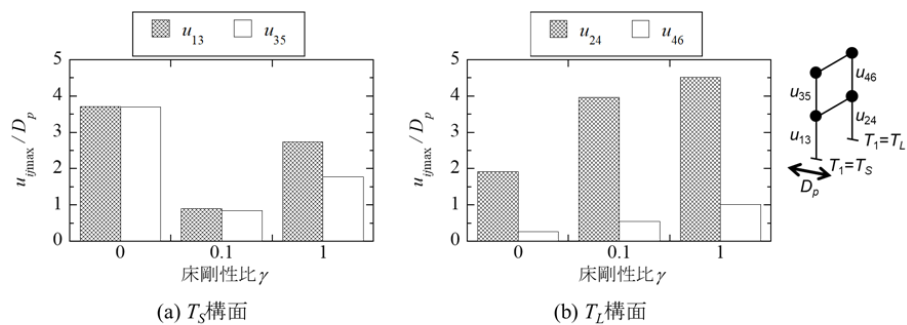 u13 u35
u24 u46
uijmax / Dp
5
4
3
2
1
0
0 0.1 1
床剛性比γ
(a) TS構面
uijmax / Dp
5
4
3
2
1
0
0 0.1 1
床剛性比γ
(b) TL構面
u46
u35
u24
u13
T1=TL
T1=TS
Dp